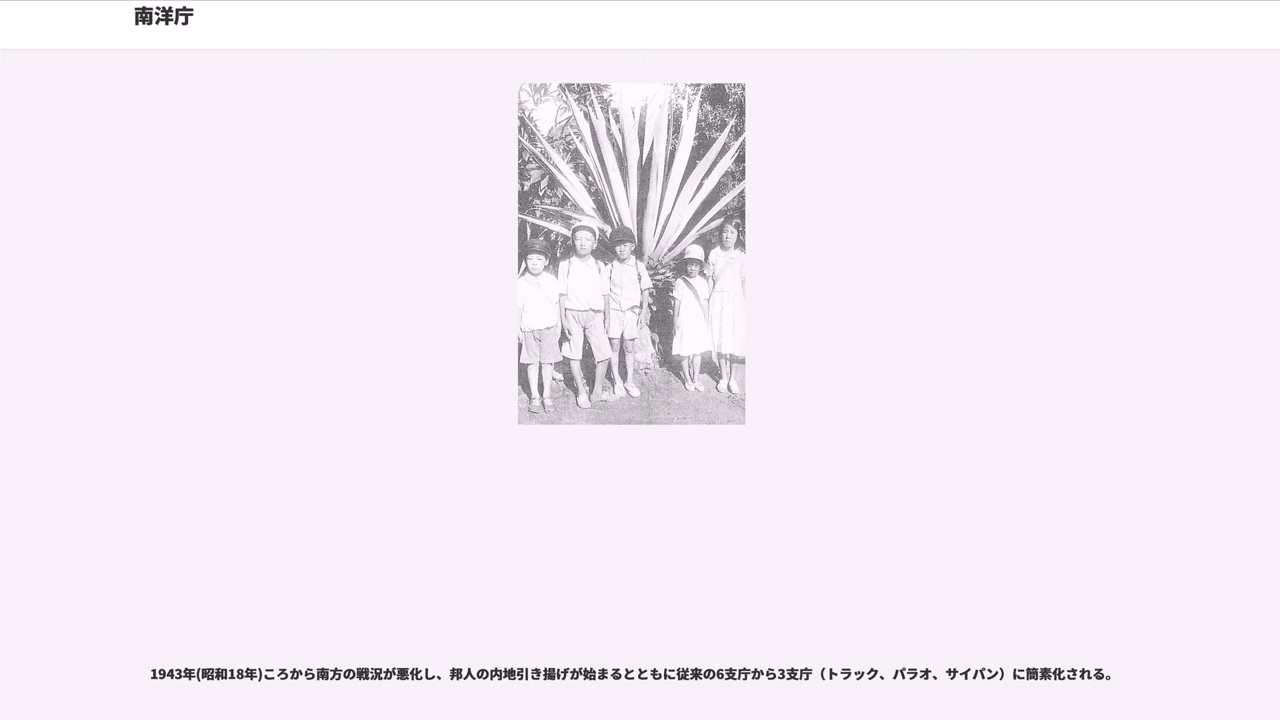 南洋庁
1943年(昭和18年)ころから南方の戦況が悪化し、邦人の内地引き揚げが始まるとともに従来の6支庁から3支庁（トラック、パラオ、サイパン）に簡素化される。